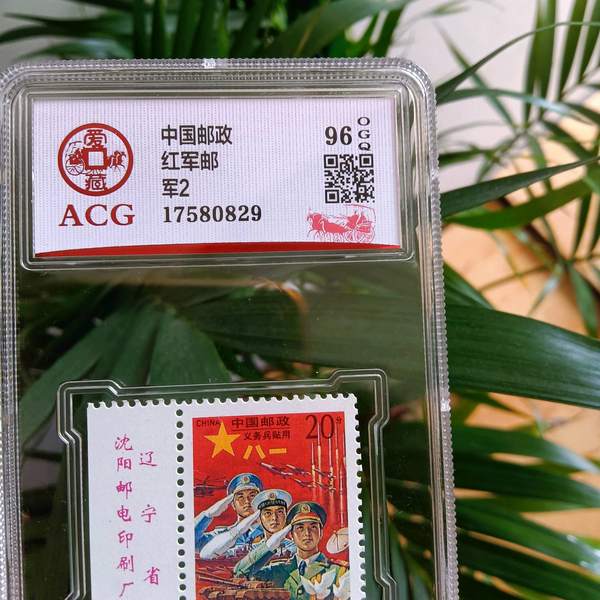 爱藏
ACG
中国邮政
红军邮
军2
17580829
96
OGQ
CHINA
中国邮政
20分
义务兵贴用
八一
辽宁省
沈阳邮电印刷厂